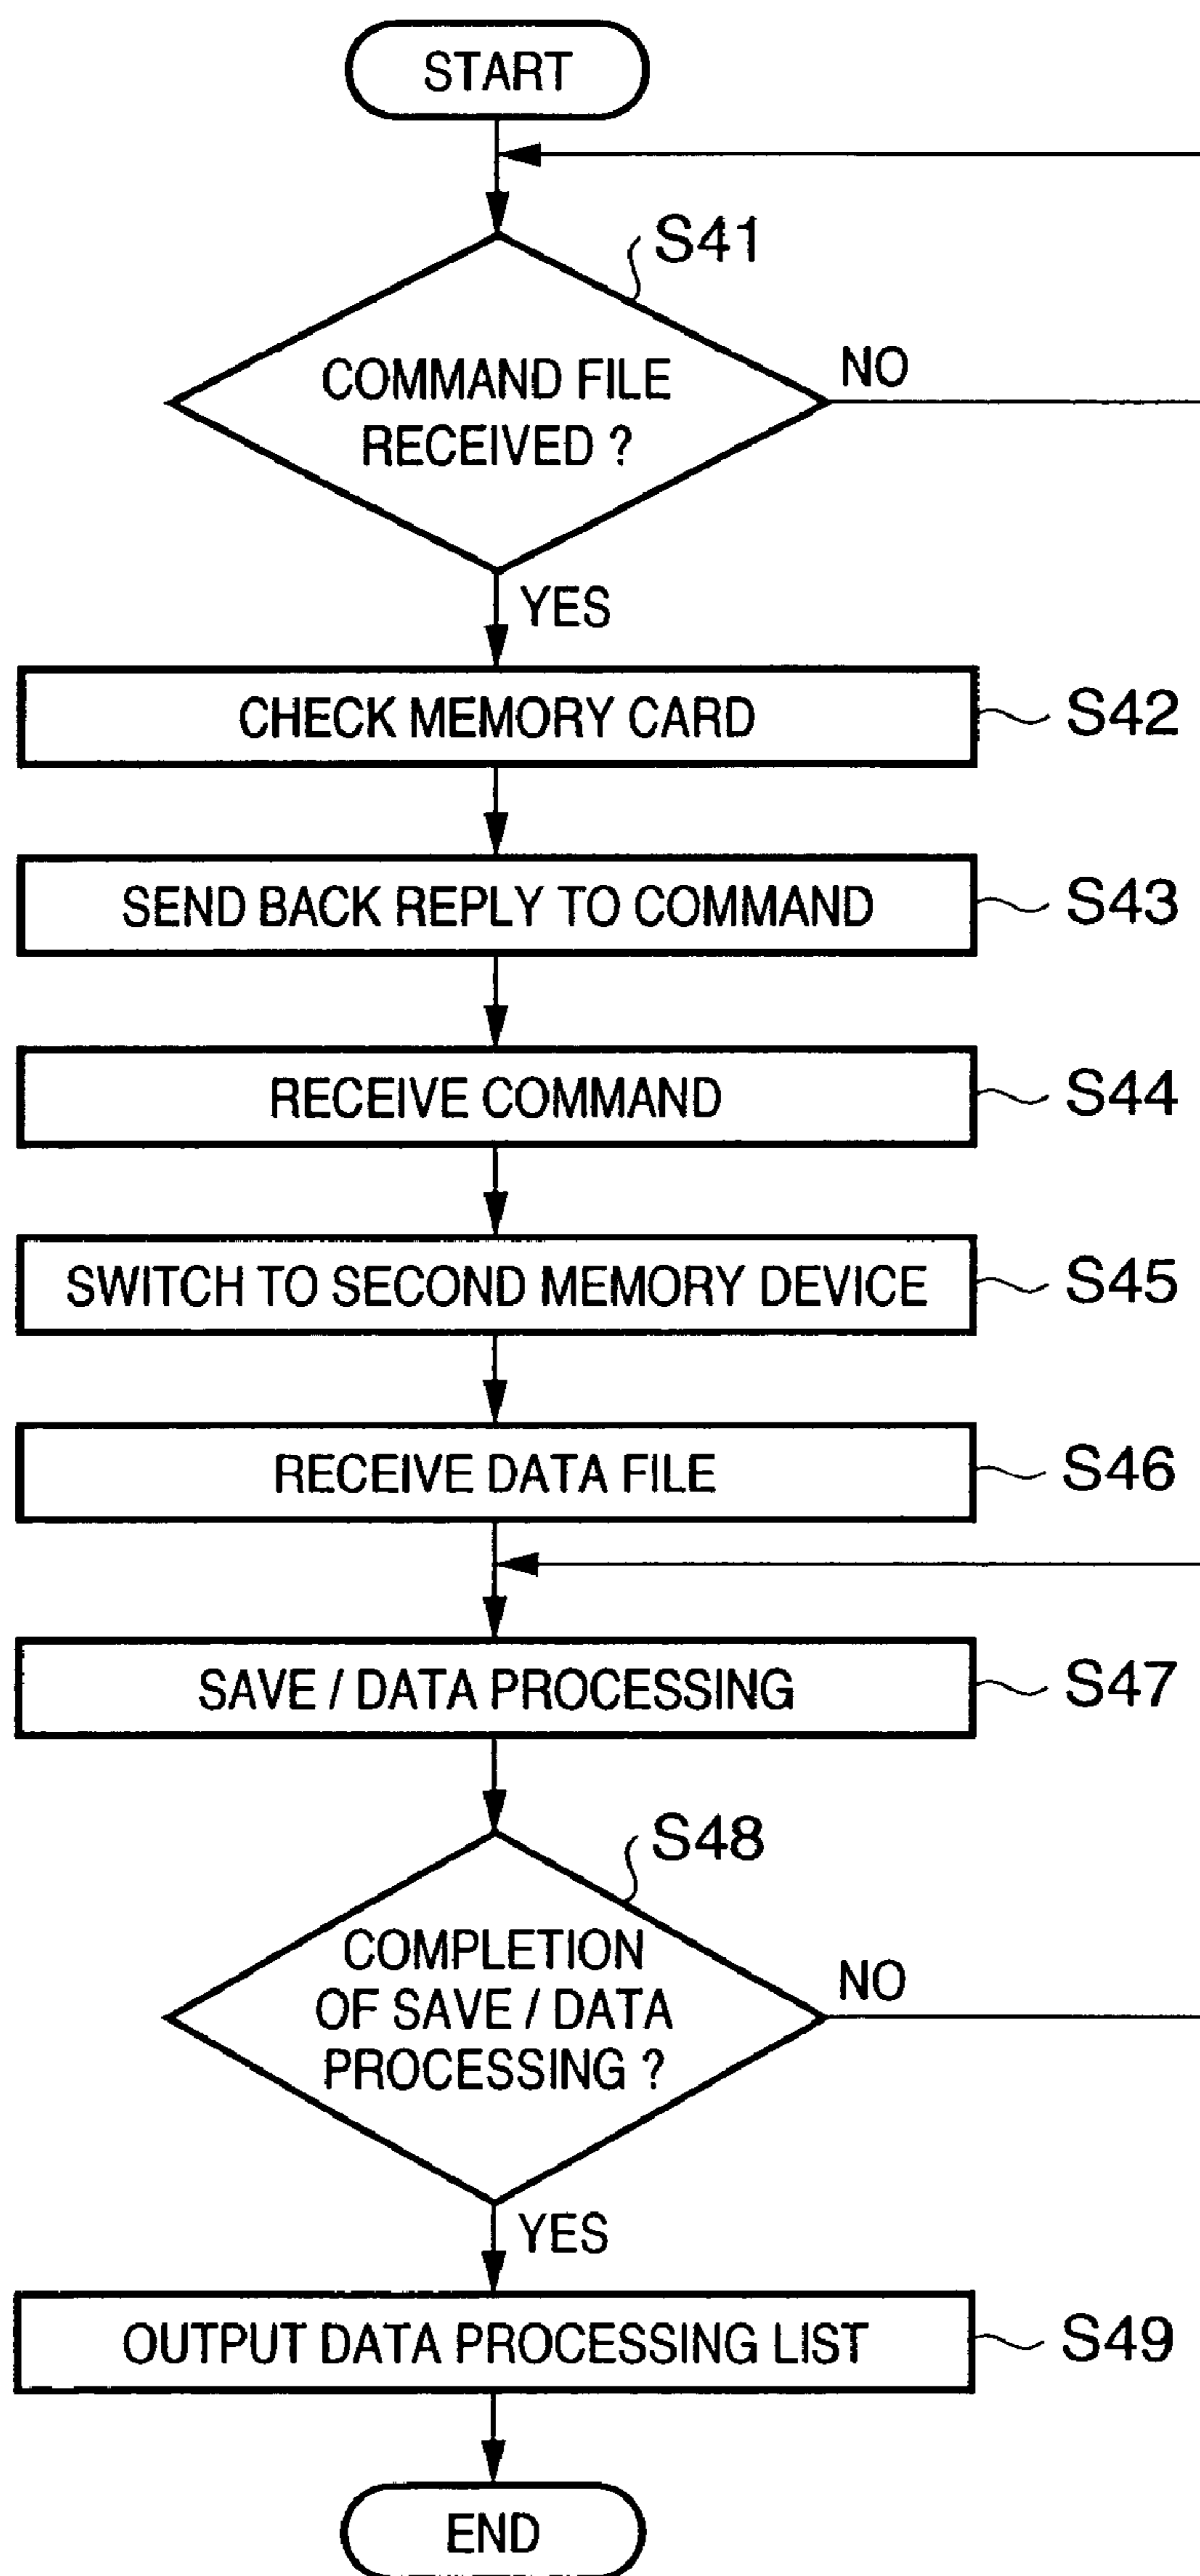 START
S41
COMMAND FILE
RECEIVED ?
NO
YES
CHECK MEMORY CARD
S42
SEND BACK REPLY TO COMMAND
S43
RECEIVE COMMAND
S44
SWITCH TO SECOND MEMORY DEVICE
S45
RECEIVE DATA FILE
S46
SAVE / DATA PROCESSING
S47
S48
COMPLETION
OF SAVE / DATA
PROCESSING ?
NO
YES
OUTPUT DATA PROCESSING LIST
S49
END